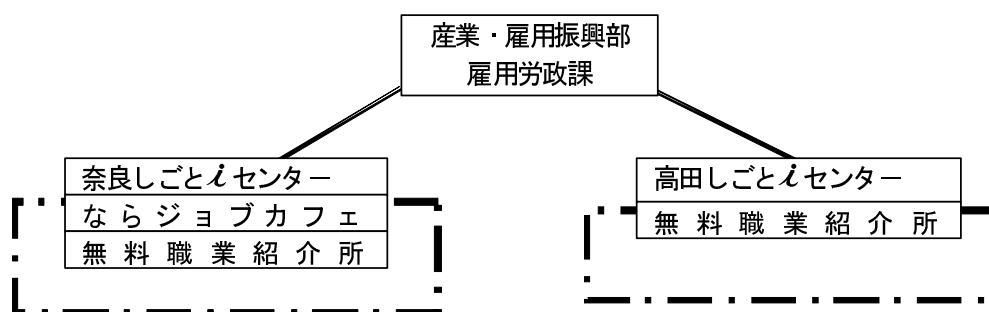 産業・雇用振興部
雇用労政課
奈良しごとiセンター
ならジョブカフェ
無料職業紹介所
高田しごとiセンター
無料職業紹介所